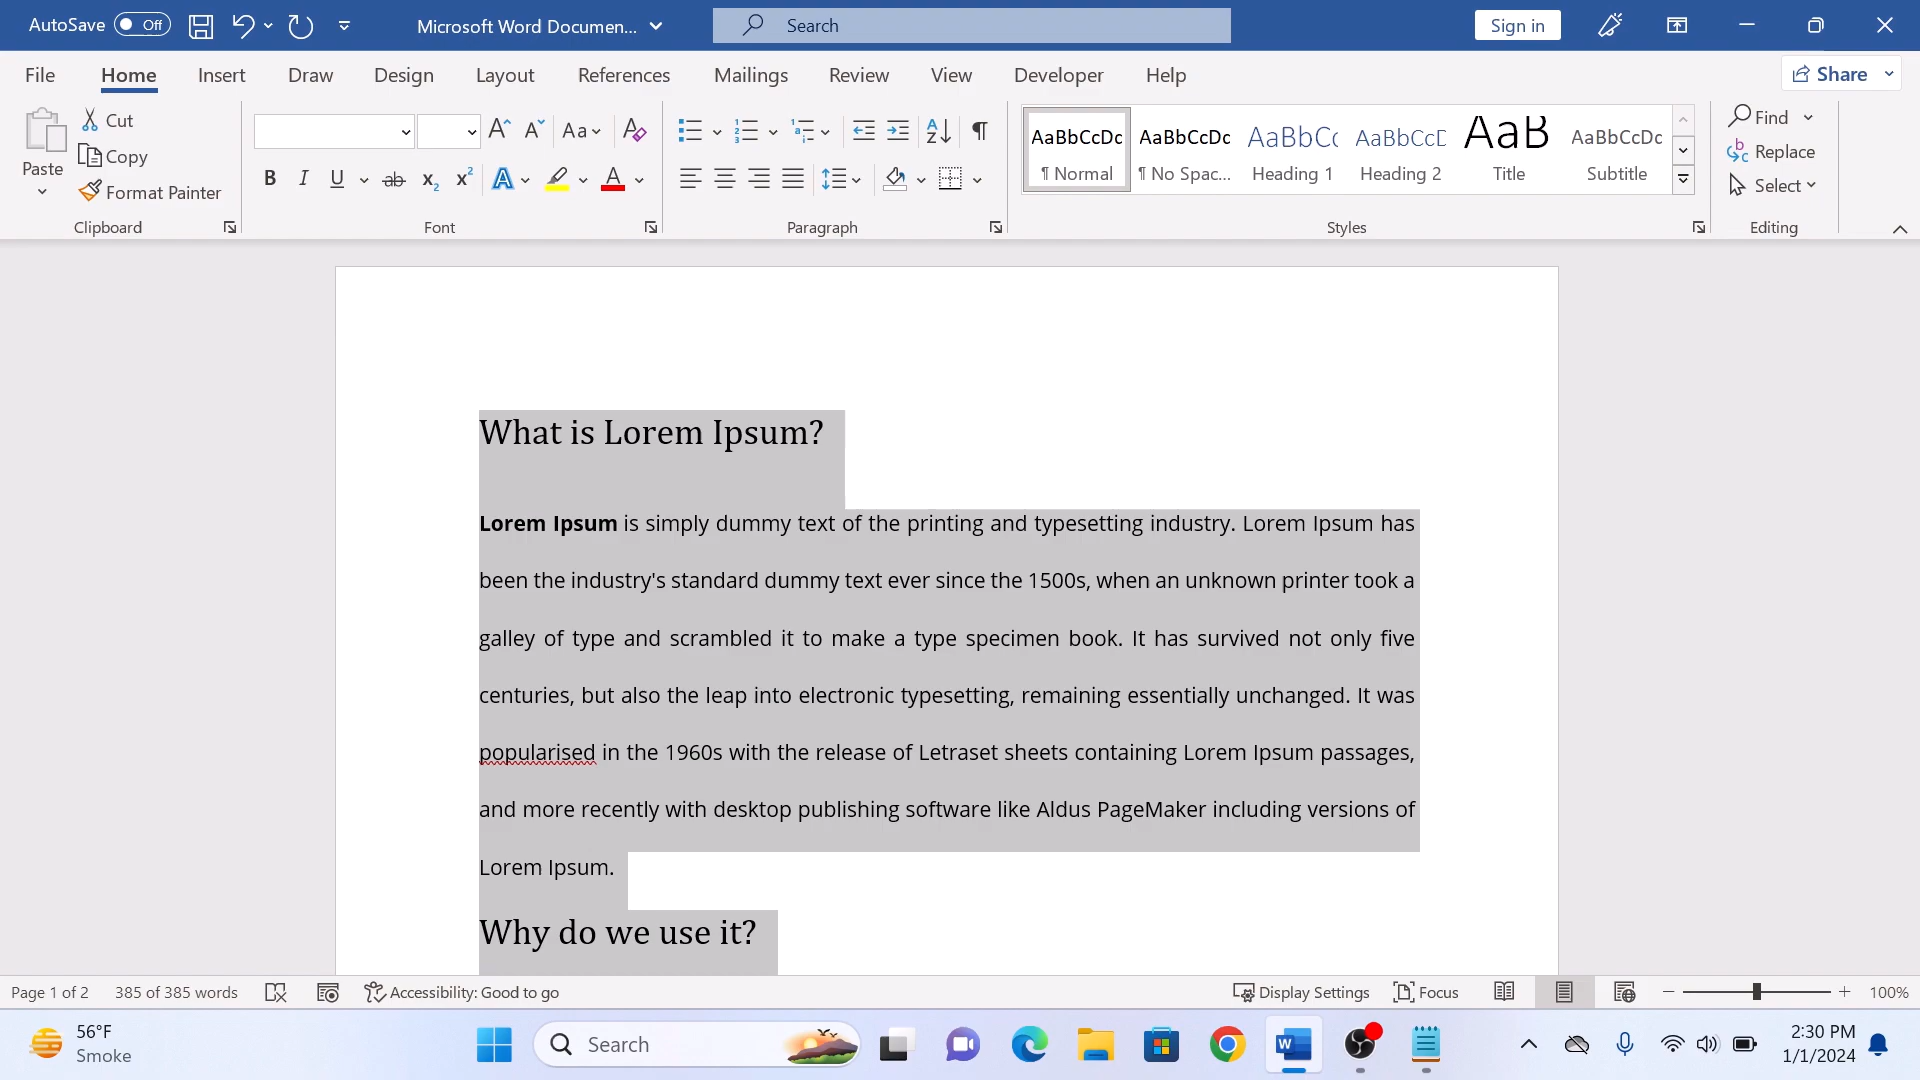 AutoSave Off Microsoft Word Documen... Search Sign in
File Home Insert Draw Design Layout References Mailings Review View Developer Help Share
Paste
Cut
Copy
Format Painter
Clipboard
Aa
B I U ab x₂ x² A A
Font
Paragraph
AaBbCcDc AaBbCcDc AaBbCc AaBbCcD AaB AaBbCcDc
¶ Normal ¶ No Spac... Heading 1 Heading 2 Title Subtitle
Styles
Find
Replace
Select
Editing
What is Lorem Ipsum?
Lorem Ipsum is simply dummy text of the printing and typesetting industry. Lorem Ipsum has
been the industry's standard dummy text ever since the 1500s, when an unknown printer took a
galley of type and scrambled it to make a type specimen book. It has survived not only five
centuries, but also the leap into electronic typesetting, remaining essentially unchanged. It was
popularised in the 1960s with the release of Letraset sheets containing Lorem Ipsum passages,
and more recently with desktop publishing software like Aldus PageMaker including versions of
Lorem Ipsum.
Why do we use it?
Page 1 of 2 385 of 385 words Accessibility: Good to go Display Settings Focus 100%
56°F
Smoke
Search
2:30 PM
1/1/2024